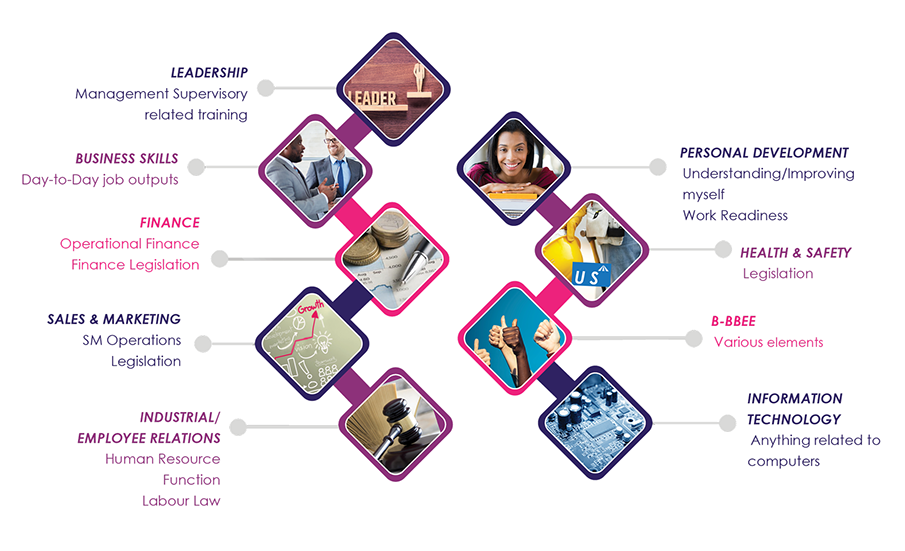 LEADERSHIP
Management Supervisory
related training
BUSINESS SKILLS
Day-to-Day job outputs
FINANCE
Operational Finance
Finance Legislation
SALES & MARKETING
SM Operations
Legislation
INDUSTRIAL/
EMPLOYEE RELATIONS
Human Resource
Function
Labour Law
LEADER
Growth
PERSONAL DEVELOPMENT
Understanding/Improving
myself
Work Readiness
HEALTH & SAFETY
Legislation
US
B-BBEE
Various elements
INFORMATION
TECHNOLOGY
Anything related to
computers